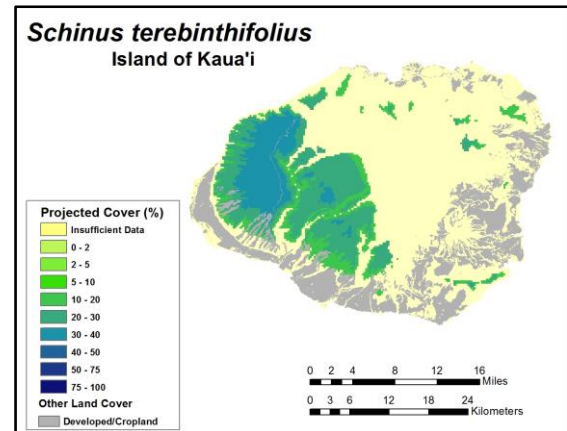 Schinus terebinthifolius
Island of Kaua'i
Projected Cover (%)
Insufficient Data
0 - 2
2 - 5
5 - 10
10 - 20
20 - 30
30 - 40
40 - 50
50 - 75
75 - 100
Other Land Cover
Developed/Cropland
0 2 4 8 12 16
Miles
0 3 6 12 18 24
Kilometers